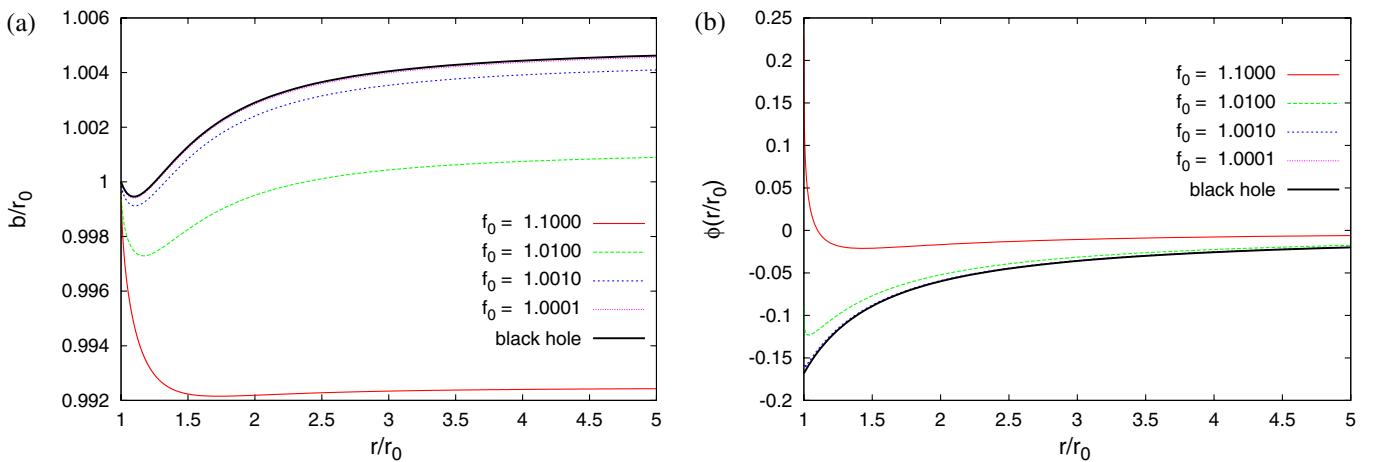 (a)
1.006
1.004
1.002
1
0.998
0.996
0.994
0.992
b/r₀
f₀ = 1.1000
f₀ = 1.0100
f₀ = 1.0010
f₀ = 1.0001
black hole
1 1.5 2 2.5 3 3.5 4 4.5 5
r/r₀
(b)
0.25
0.2
0.15
0.1
0.05
0
-0.05
-0.1
-0.15
-0.2
ϕ(r/r₀)
f₀ = 1.1000
f₀ = 1.0100
f₀ = 1.0010
f₀ = 1.0001
black hole
1 1.5 2 2.5 3 3.5 4 4.5 5
r/r₀